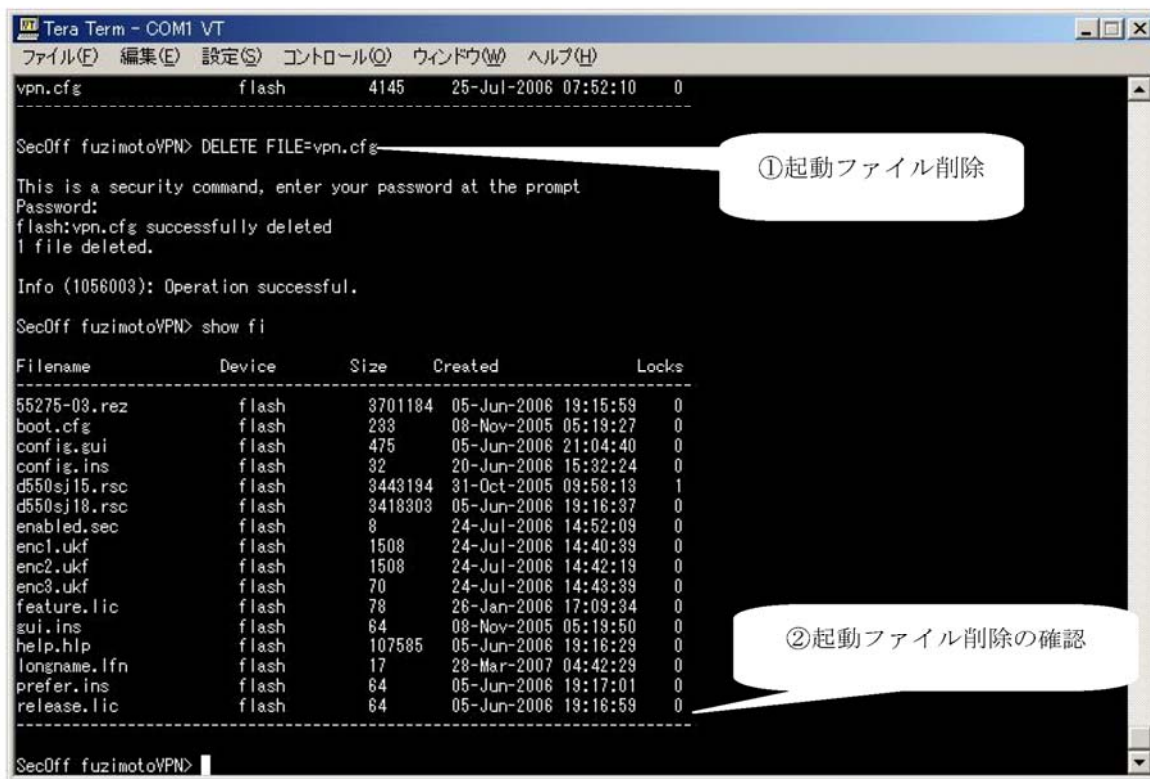 Tera Term - COM1 VT
ファイル(F) 編集(E) 設定(S) コントロール(O) ウィンドウ(W) ヘルプ(H)
vpn.cfg flash 4145 25-Jul-2006 07:52:10 0
--------------------------------------------------------------------------------
SecOff fuzimotoVPN> DELETE FILE=vpn.cfg
①起動ファイル削除
This is a security command, enter your password at the prompt
Password:
flash:vpn.cfg successfully deleted
1 file deleted.
Info (1056003): Operation successful.
SecOff fuzimotoVPN> show fi
Filename Device Size Created Locks
--------------------------------------------------------------------------------
55275-03.rez flash 3701184 05-Jun-2006 19:15:59 0
boot.cfg flash 233 08-Nov-2005 05:19:27 0
config.gui flash 475 05-Jun-2006 21:04:40 0
config.ins flash 32 20-Jun-2006 15:32:24 0
d550sj15.rsc flash 3443194 31-Oct-2005 09:58:13 1
d550sj18.rsc flash 3418303 05-Jun-2006 19:16:37 0
enabled.sec flash 8 24-Jul-2006 14:52:09 0
enc1.ukf flash 1508 24-Jul-2006 14:40:39 0
enc2.ukf flash 1508 24-Jul-2006 14:42:19 0
enc3.ukf flash 70 24-Jul-2006 14:43:39 0
feature.lic flash 78 26-Jan-2006 17:09:34 0
gui.ins flash 64 08-Nov-2005 05:19:50 0
help.hlp flash 107585 05-Jun-2006 19:16:29 0
longname.lfn flash 17 28-Mar-2007 04:42:29 0
prefer.ins flash 64 05-Jun-2006 19:17:01 0
release.lic flash 64 05-Jun-2006 19:16:59 0
②起動ファイル削除の確認
--------------------------------------------------------------------------------
SecOff fuzimotoVPN>